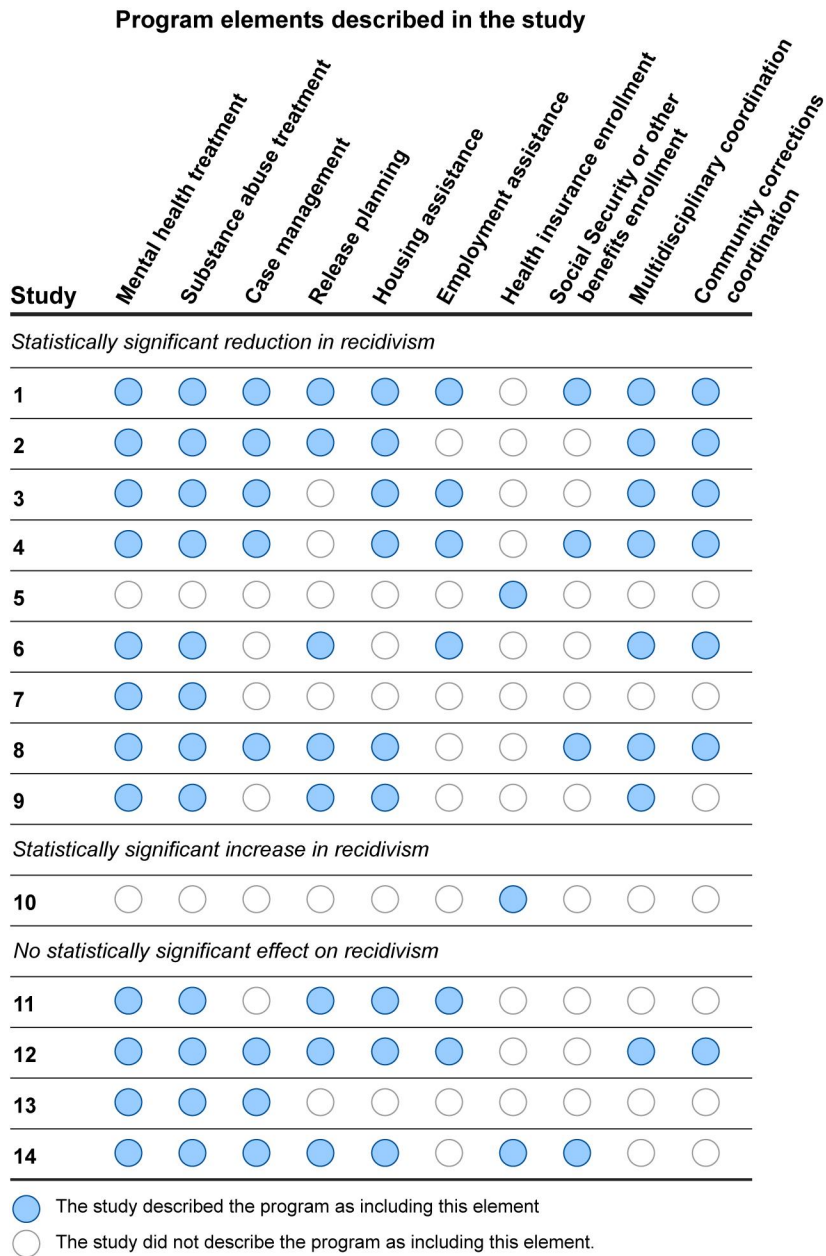 Program elements described in the study
Study
Mental health treatment
Substance abuse treatment
Case management
Release planning
Housing assistance
Employment assistance
Health insurance enrollment
Social Security or other
benefits enrollment
Multidisciplinary coordination
Community corrections
coordination
Statistically significant reduction in recidivism
1
2
3
4
5
6
7
8
9
Statistically significant increase in recidivism
10
No statistically significant effect on recidivism
11
12
13
14
The study described the program as including this element
The study did not describe the program as including this element.